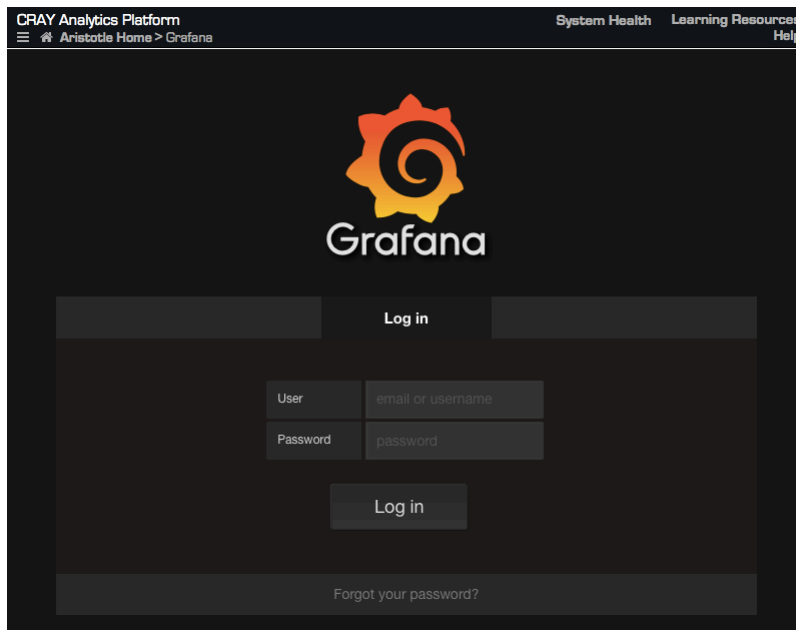 CRAY Analytics Platform
System Health Learning Resources
Aristotle Home > Grafana
Help
Grafana
Log in
User email or username
Password password
Log in
Forgot your password?